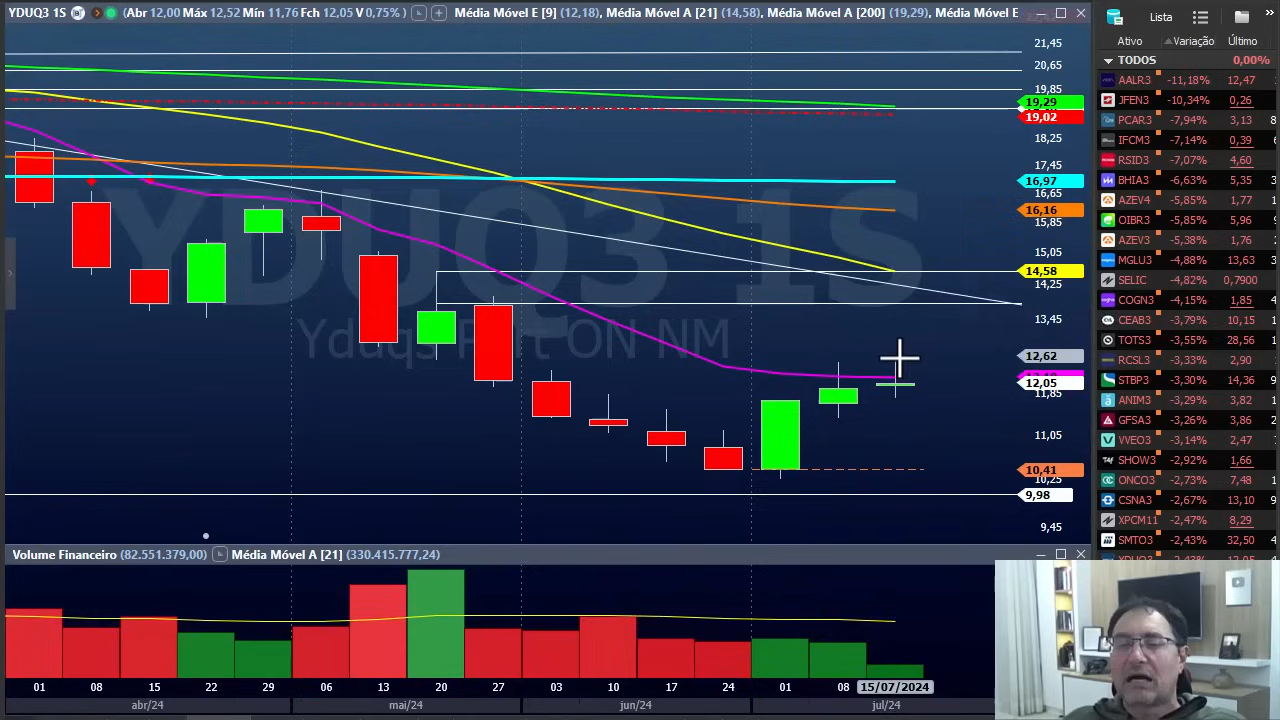 YDUQ3 1S (Abr 12,00 Máx 12,52 Mín 11,76 Fch 12,05 V 0,75% ) Média Móvel E [9] (12,18), Média Móvel A [21] (14,58), Média Móvel A [200] (19,29), Média Móvel E
YDUQ3 1S
Yduqs Part ON NM
21,45
20,65
19,85
19,29
19,02
18,25
17,45
16,97
16,65
16,16
15,85
15,05
14,58
14,25
13,45
12,62
12,05
11,85
11,05
10,41
10,25
9,98
9,45
Volume Financeiro (82.551.379,00) Média Móvel A [21] (330.415.777,24)
01 08 15 22 29 06 13 20 27 03 10 17 24 01 08 15/07/2024
abr/24 mai/24 jun/24 jul/24
Lista
Ativo Variação Último
TODOS 0,00%
AALR3 -11,18% 12,47
JFEN3 -10,34% 0,26
PCAR3 -7,94% 3,13
IFCM3 -7,14% 0,39
RSID3 -7,07% 4,60
BHIA3 -6,63% 5,35
AZEV4 -5,85% 1,77
OIBR3 -5,85% 5,96
AZEV3 -5,38% 1,76
MGLU3 -4,88% 13,63
SELIC -4,82% 0,7900
COGN3 -4,15% 1,85
CEAB3 -3,79% 10,15
TOTS3 -3,55% 28,56
RCSL3 -3,33% 2,90
STBP3 -3,30% 14,36
ANIM3 -3,29% 3,82
GFSA3 -3,26% 3,86
VVEO3 -3,14% 2,47
SHOW3 -2,92% 1,66
ONCO3 -2,73% 7,48
CSNA3 -2,67% 13,10
XPCM11 -2,47% 8,29
SMTO3 -2,43% 32,50
YDUQ3 -2,43% 12,05